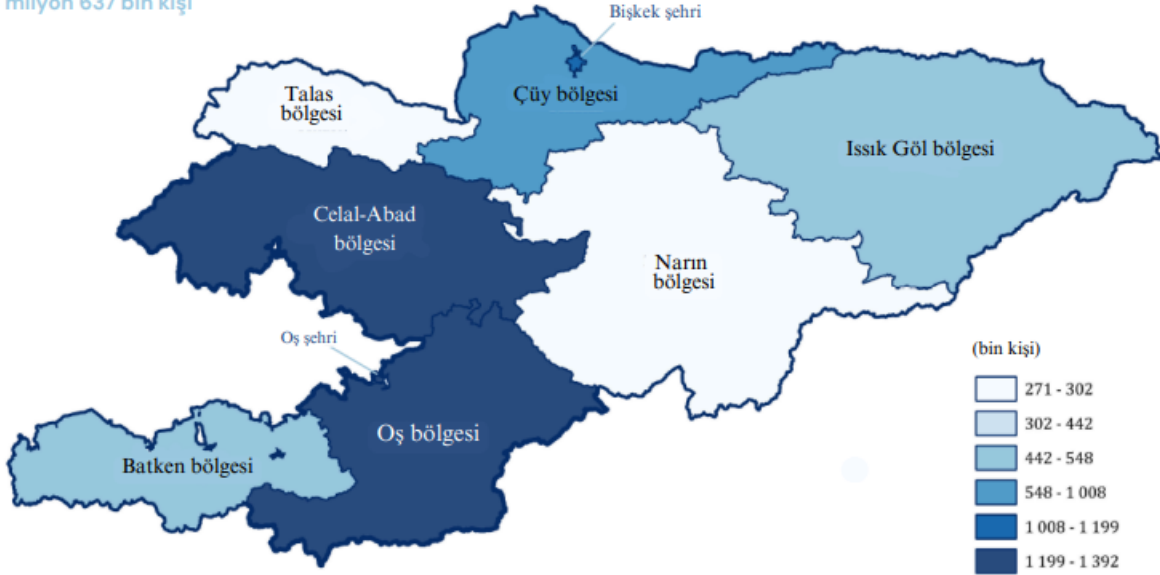 milyon 637 bin kişi
Bişkek şehri
Talas
bölgesi
Çüy bölgesi
Issık Göl bölgesi
Celal-Abad
bölgesi
Narın
bölgesi
Oş şehri
Oş bölgesi
Batken bölgesi
(bin kişi)
271 - 302
302 - 442
442 - 548
548 - 1 008
1 008 - 1 199
1 199 - 1 392